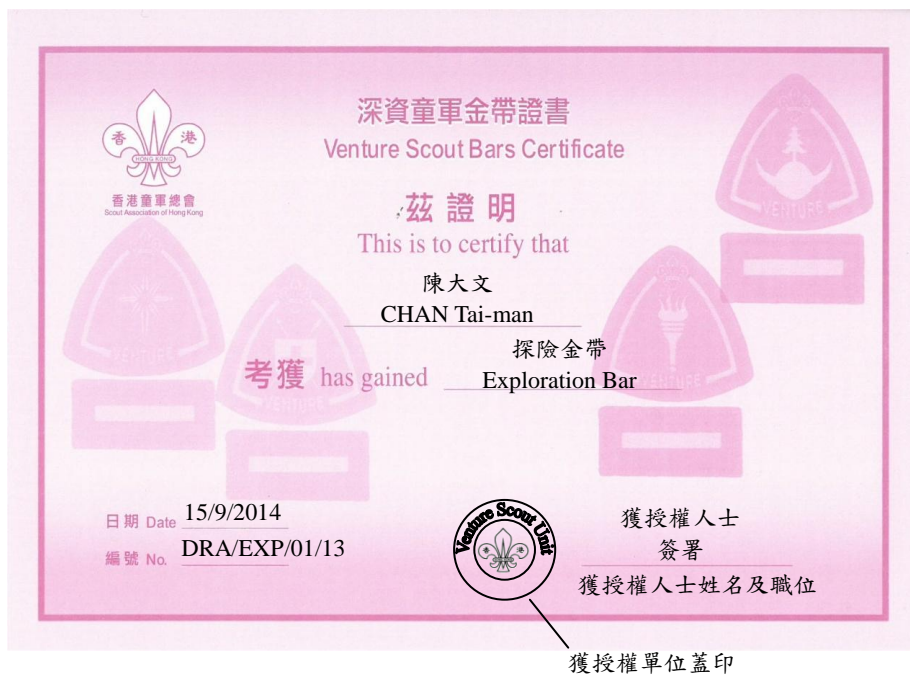 香 港
HONG KONG
香港童軍總會
Scout Association of Hong Kong
深資童軍金帶證書
Venture Scout Bars Certificate
茲證明
This is to certify that
陳大文
CHAN Tai-man
探險金帶
考獲 has gained Exploration Bar
VENTURE
VENTURE
VENTURE
VENTURE
日期 Date 15/9/2014
編號 No. DRA/EXP/01/13
Venture Scout Unit
獲授權人士
簽署
獲授權人士姓名及職位
獲授權單位蓋印